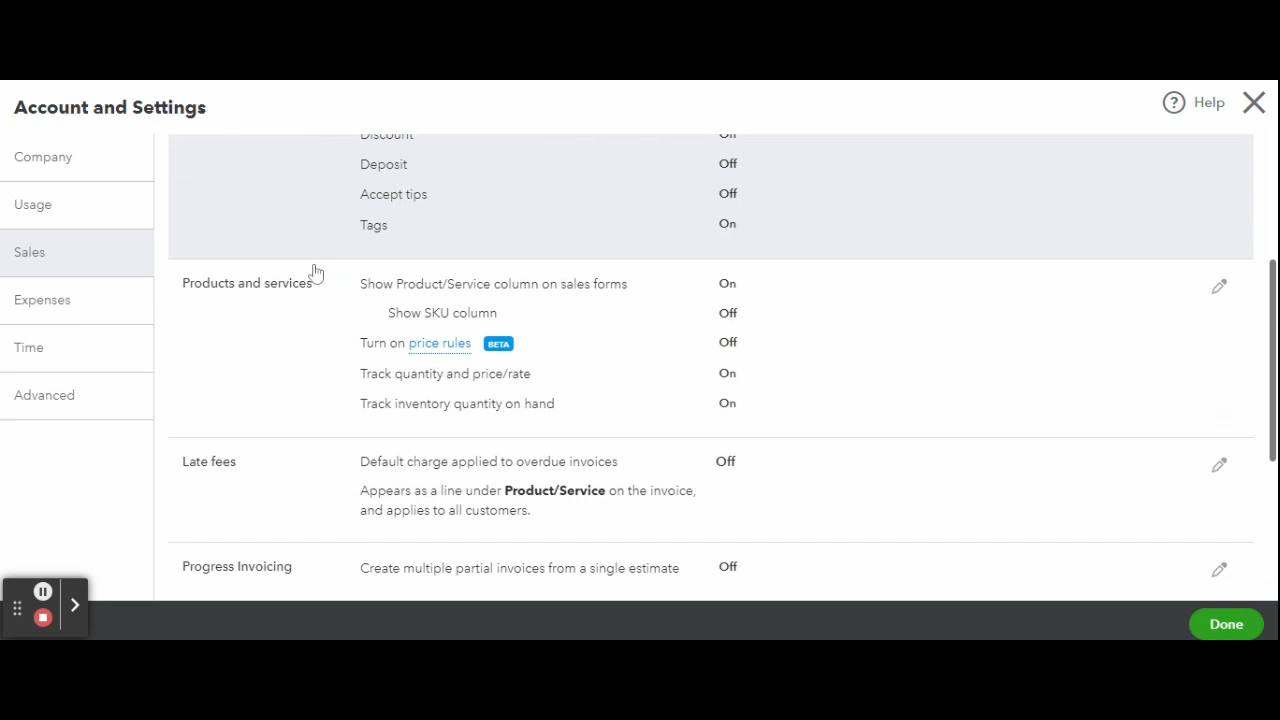 Account and Settings
Help
Company
Usage
Sales
Expenses
Time
Advanced
Discount Off
Deposit Off
Accept tips Off
Tags On
Products and services
Show Product/Service column on sales forms On
Show SKU column Off
Turn on price rules BETA Off
Track quantity and price/rate On
Track inventory quantity on hand On
Late fees
Default charge applied to overdue invoices Off
Appears as a line under Product/Service on the invoice,
and applies to all customers.
Progress Invoicing
Create multiple partial invoices from a single estimate Off
Done